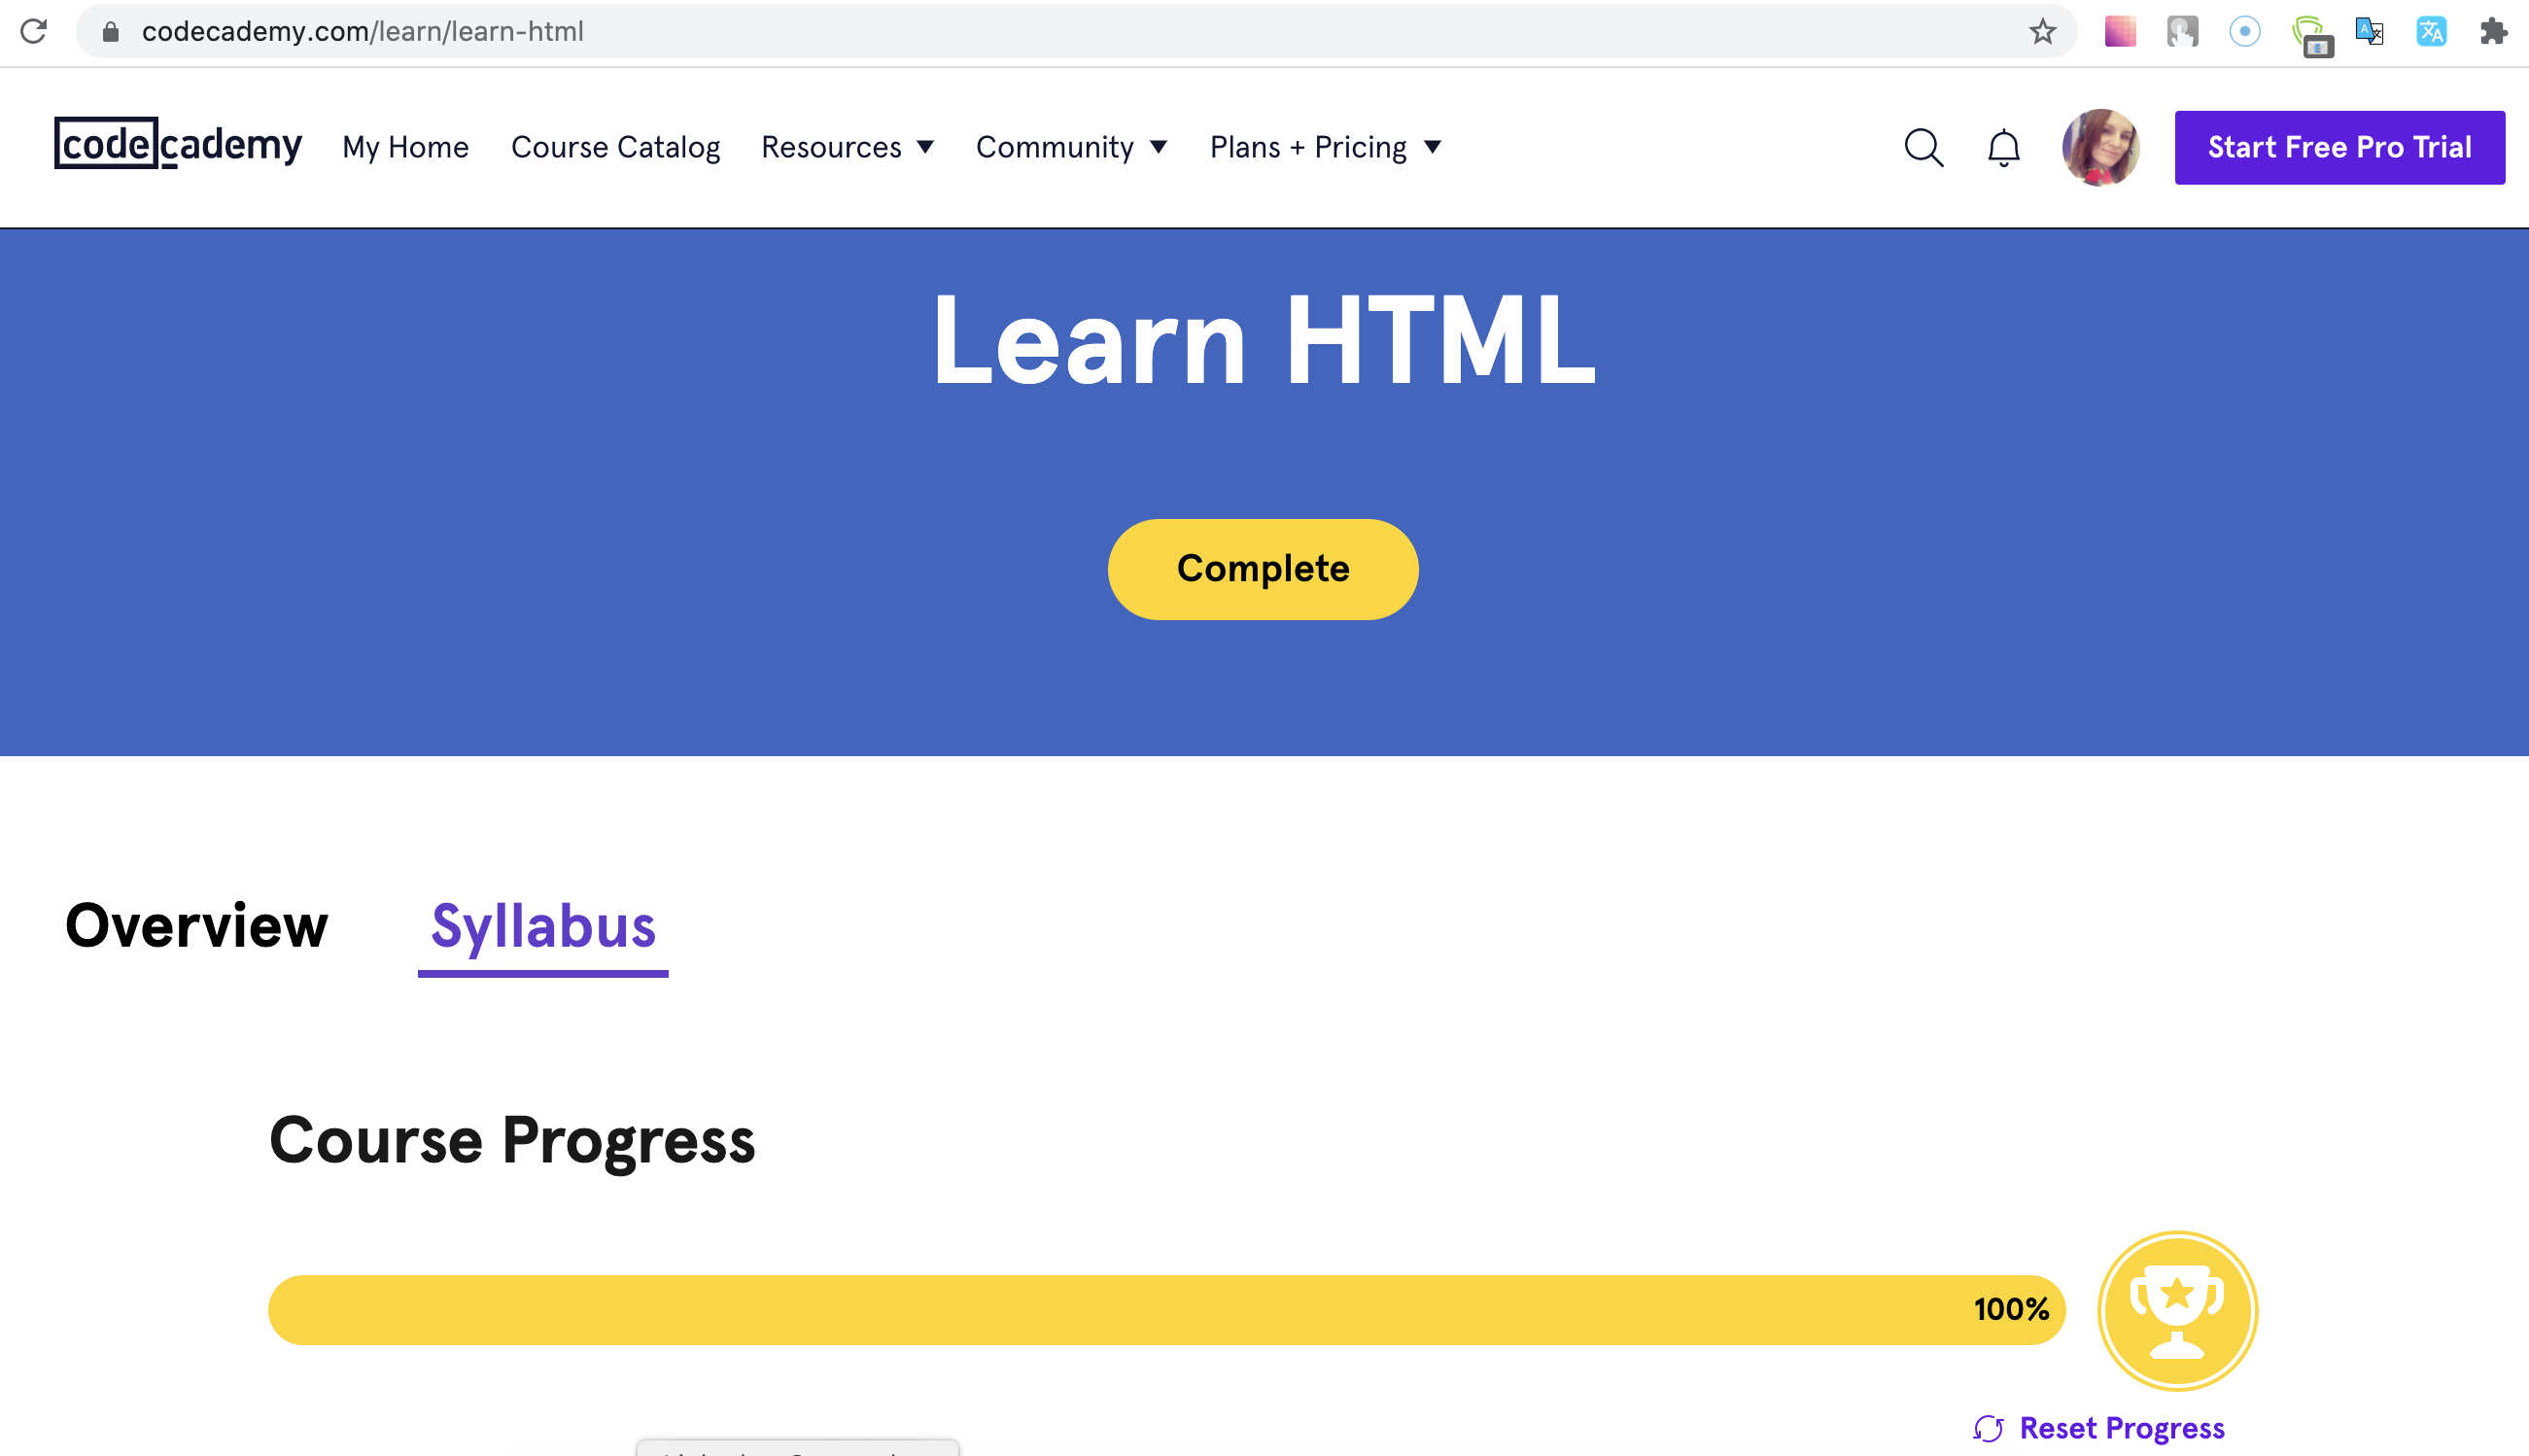 codecademy.com/learn/learn-html
codecademy My Home Course Catalog Resources Community Plans + Pricing Start Free Pro Trial
Learn HTML
Complete
Overview Syllabus
Course Progress
100%
Reset Progress